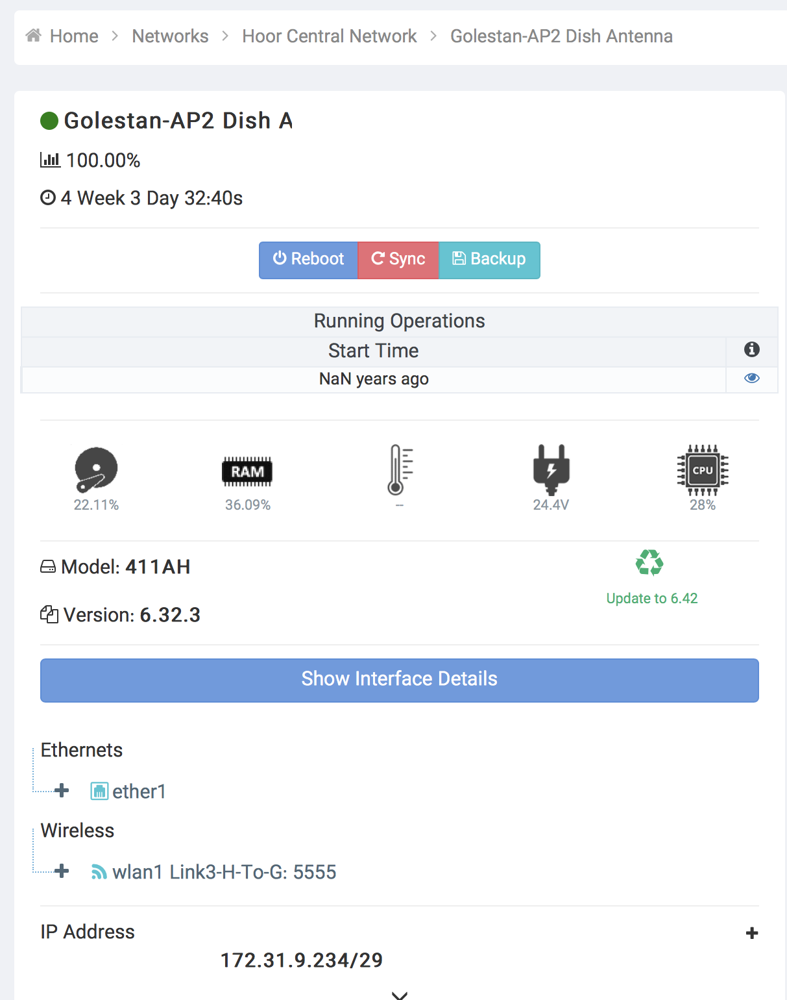 Home > Networks > Hoor Central Network > Golestan-AP2 Dish Antenna
Golestan-AP2 Dish A
100.00%
4 Week 3 Day 32:40s
Reboot Sync Backup
Running Operations
Start Time
NaN years ago
RAM CPU
22.11% 36.09% -- 24.4V 28%
Model: 411AH
Update to 6.42
Version: 6.32.3
Show Interface Details
Ethernets
ether1
Wireless
wlan1 Link3-H-To-G: 5555
IP Address
172.31.9.234/29